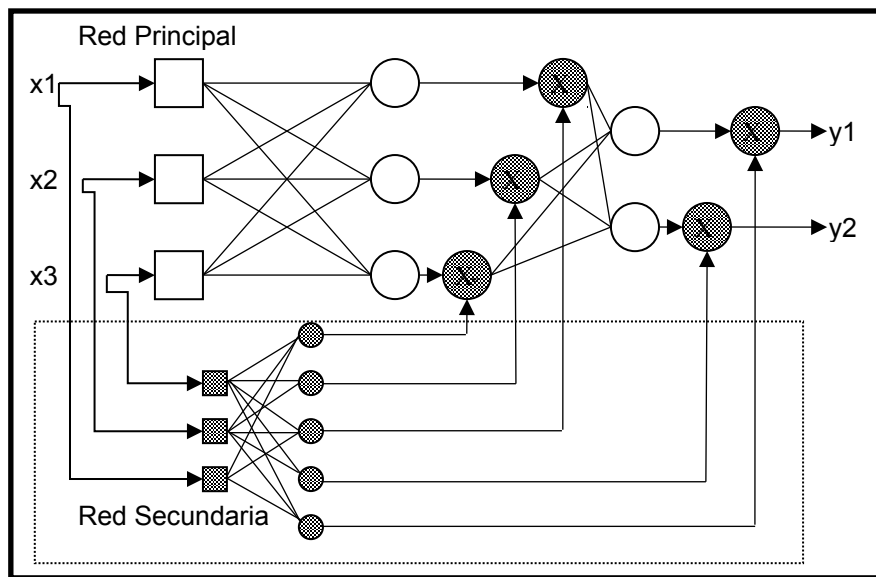 Red Principal
x1
X
X
y1
x2
X
X
y2
x3
X
Red Secundaria